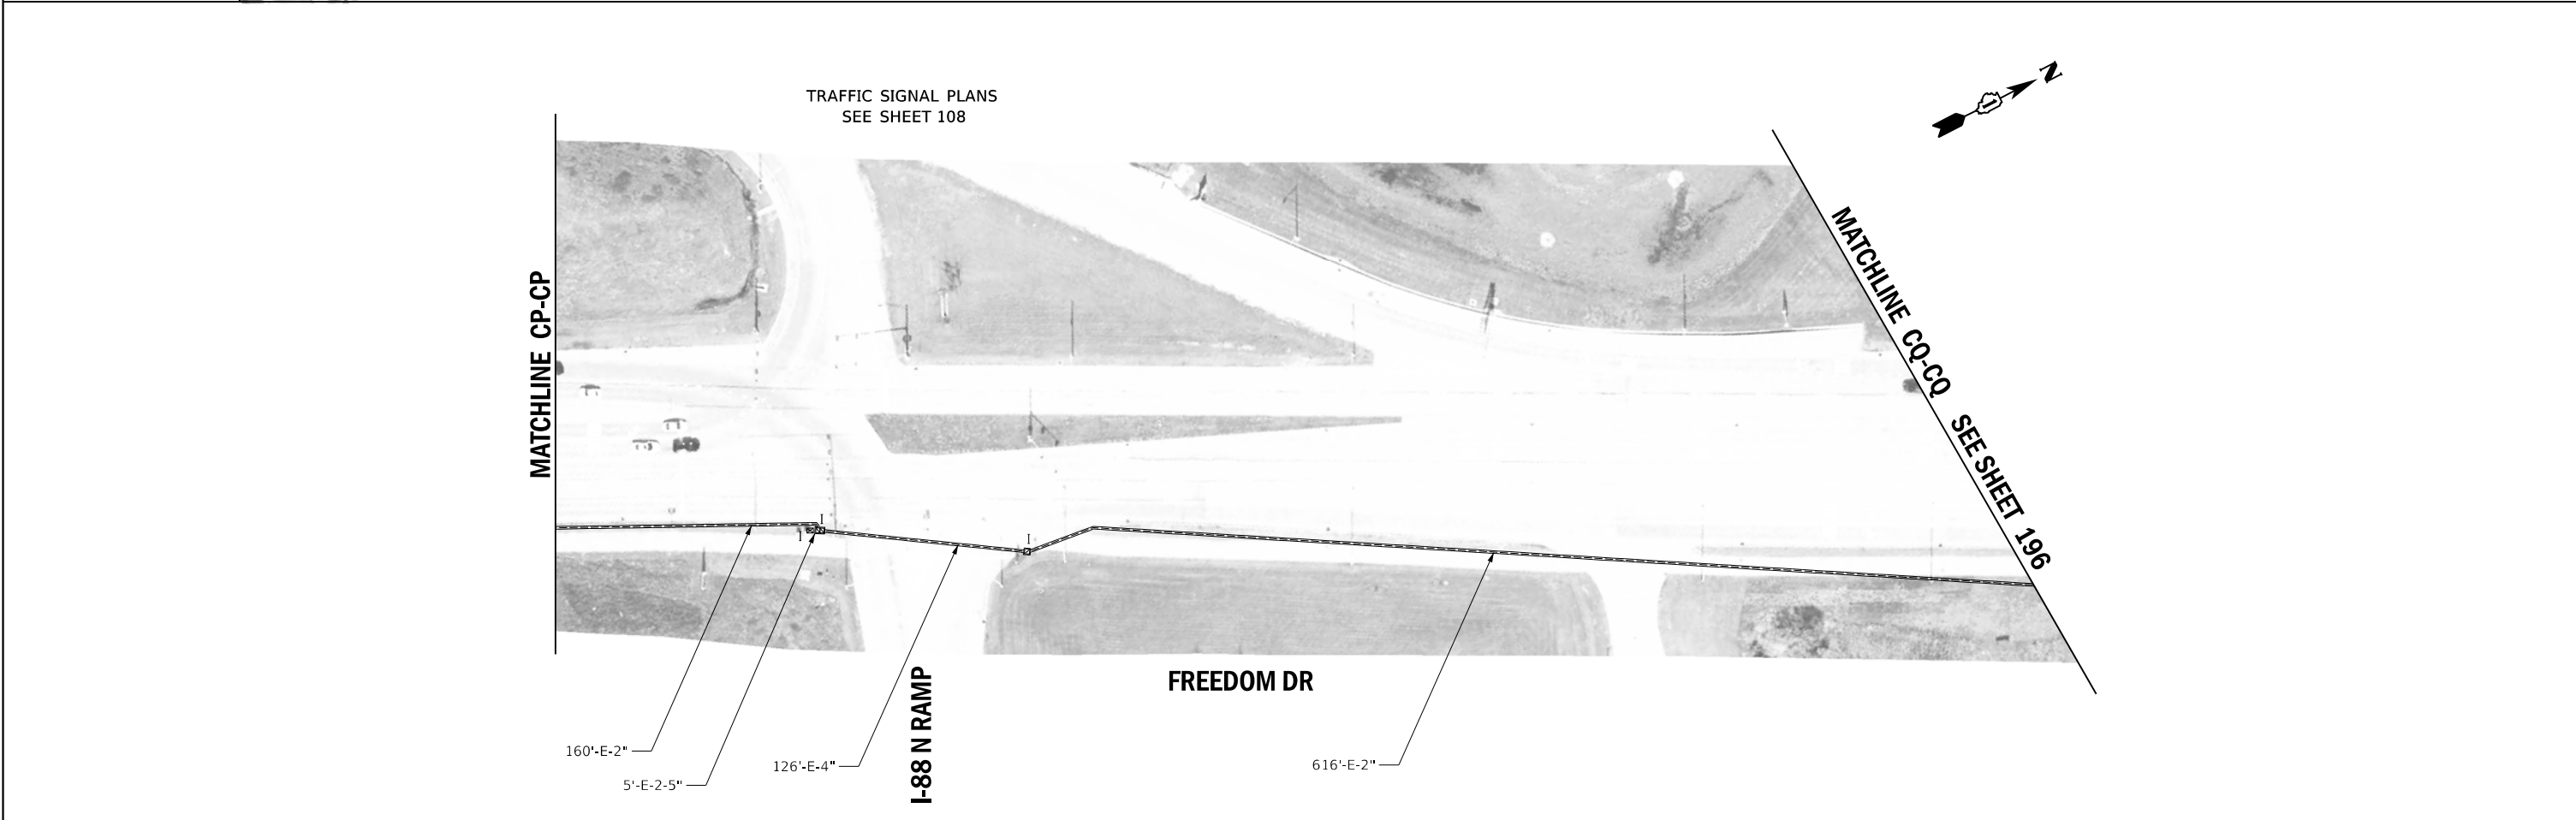 TRAFFIC SIGNAL PLANS
SEE SHEET 108
N
MATCHLINE CP-CP
MATCHLINE CQ-CQ SEE SHEET 196
I
I
I
FREEDOM DR
I-88 N RAMP
160'-E-2"
5'-E-2-5"
126'-E-4"
616'-E-2"